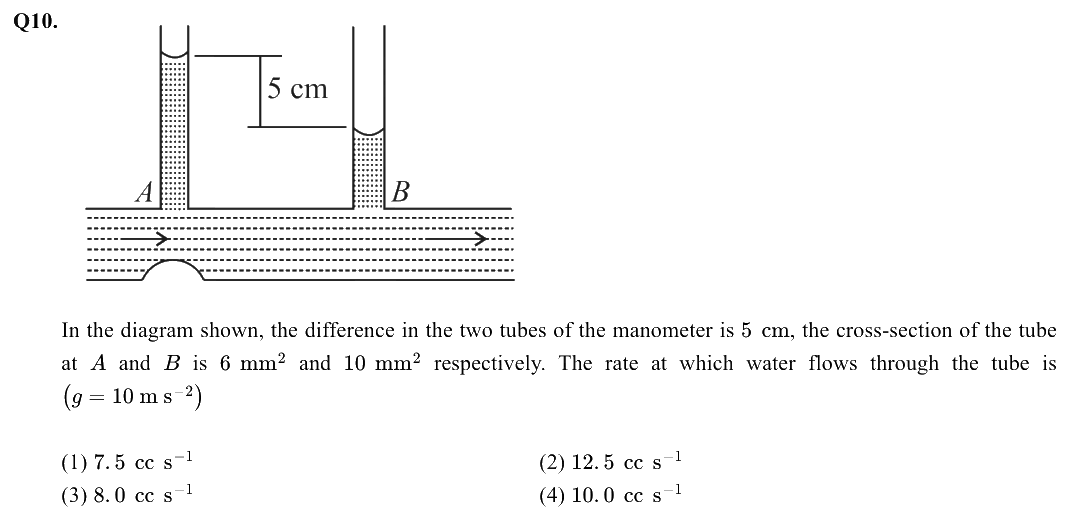 Q10.
5 cm
A
B
In the diagram shown, the difference in the two tubes of the manometer is 5 cm, the cross-section of the tube
at A and B is 6 mm² and 10 mm² respectively. The rate at which water flows through the tube is
(g = 10 m s⁻²)
(1) 7.5 cc s⁻¹
(2) 12.5 cc s⁻¹
(3) 8.0 cc s⁻¹
(4) 10.0 cc s⁻¹